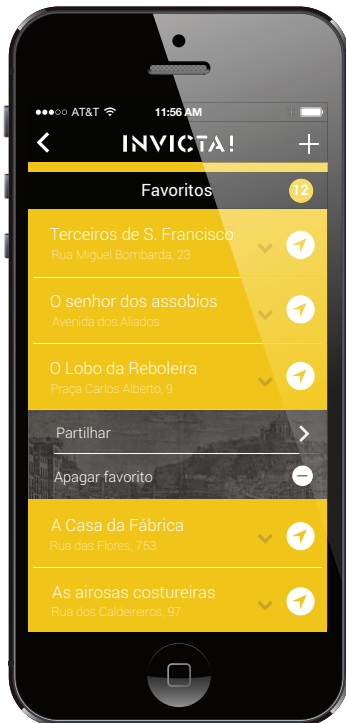 AT&T
11:56 AM
INVICTA!
Favoritos
12
Terceiros de S. Francisco
Rua Miguel Bombarda, 23
O senhor dos assobios
Avenida dos Aliados
O Lobo da Reboleira
Praça Carlos Alberto, 9
Partilhar
Apagar favorito
A Casa da Fábrica
Rua das Flores, 753
As airosas costureiras
Rua dos Caldeireiros, 97